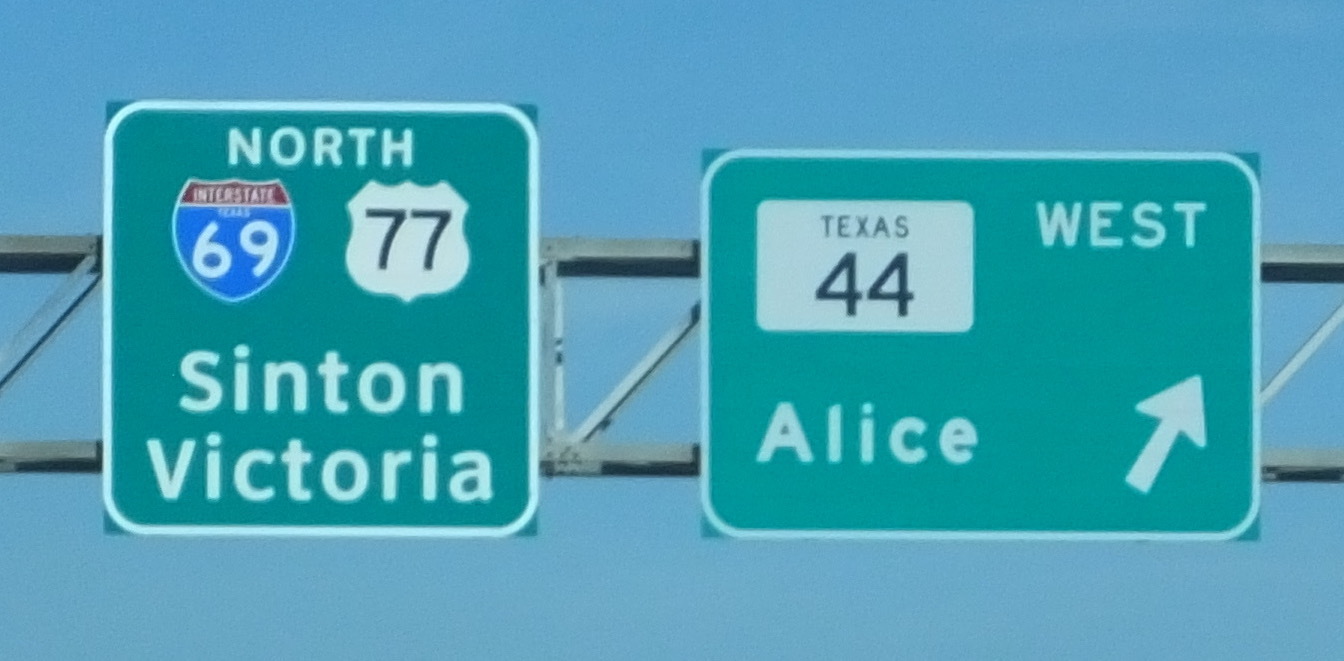 NORTH
INTERSTATE
TEXAS
69
77
Sinton
Victoria
TEXAS
44
WEST
Alice